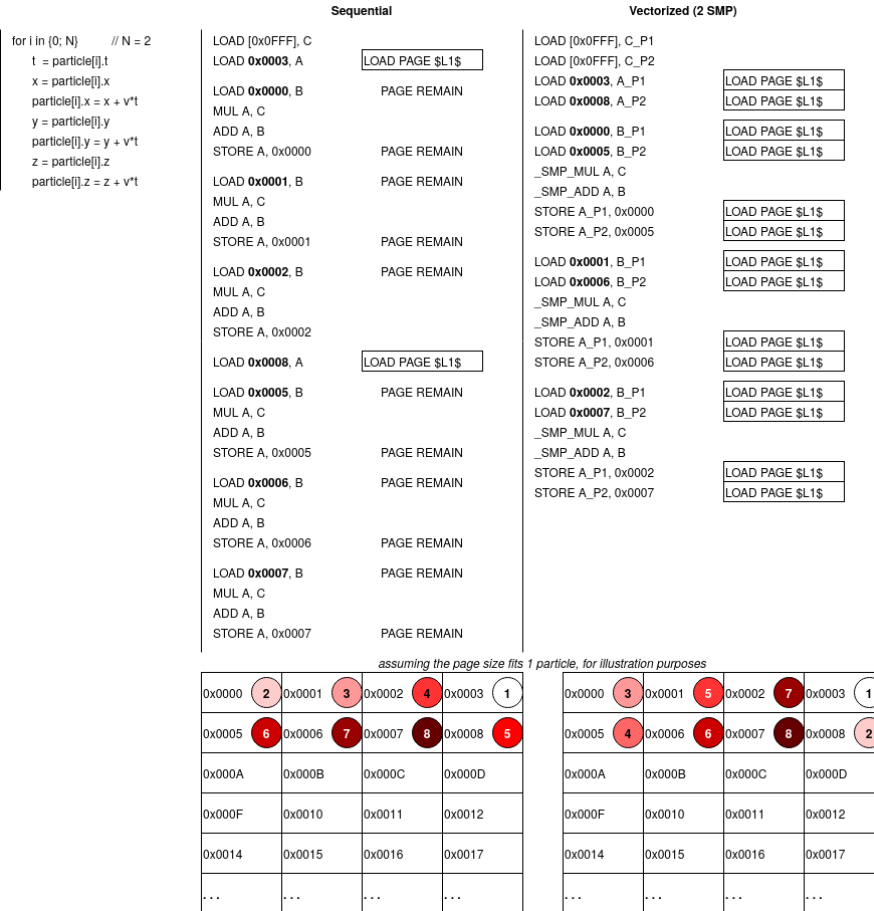 Sequential
Vectorized (2 SMP)
for i in {0; N} // N = 2
t = particle[i].t
x = particle[i].x
particle[i].x = x + v*t
y = particle[i].y
particle[i].y = y + v*t
z = particle[i].z
particle[i].z = z + v*t
LOAD [0x0FFF], C
LOAD 0x0003, A LOAD PAGE $L1$
LOAD 0x0000, B PAGE REMAIN
MUL A, C
ADD A, B
STORE A, 0x0000 PAGE REMAIN
LOAD 0x0001, B PAGE REMAIN
MUL A, C
ADD A, B
STORE A, 0x0001 PAGE REMAIN
LOAD 0x0002, B PAGE REMAIN
MUL A, C
ADD A, B
STORE A, 0x0002
LOAD 0x0008, A LOAD PAGE $L1$
LOAD 0x0005, B PAGE REMAIN
MUL A, C
ADD A, B
STORE A, 0x0005 PAGE REMAIN
LOAD 0x0006, B PAGE REMAIN
MUL A, C
ADD A, B
STORE A, 0x0006 PAGE REMAIN
LOAD 0x0007, B PAGE REMAIN
MUL A, C
ADD A, B
STORE A, 0x0007 PAGE REMAIN
LOAD [0x0FFF], C_P1
LOAD [0x0FFF], C_P2
LOAD 0x0003, A_P1 LOAD PAGE $L1$
LOAD 0x0008, A_P2 LOAD PAGE $L1$
LOAD 0x0000, B_P1 LOAD PAGE $L1$
LOAD 0x0005, B_P2 LOAD PAGE $L1$
_SMP_MUL A, C
_SMP_ADD A, B
STORE A_P1, 0x0000 LOAD PAGE $L1$
STORE A_P2, 0x0005 LOAD PAGE $L1$
LOAD 0x0001, B_P1 LOAD PAGE $L1$
LOAD 0x0006, B_P2 LOAD PAGE $L1$
_SMP_MUL A, C
_SMP_ADD A, B
STORE A_P1, 0x0001 LOAD PAGE $L1$
STORE A_P2, 0x0006 LOAD PAGE $L1$
LOAD 0x0002, B_P1 LOAD PAGE $L1$
LOAD 0x0007, B_P2 LOAD PAGE $L1$
_SMP_MUL A, C
_SMP_ADD A, B
STORE A_P1, 0x0002 LOAD PAGE $L1$
STORE A_P2, 0x0007 LOAD PAGE $L1$
assuming the page size fits 1 particle, for illustration purposes
0x0000 2 0x0001 3 0x0002 4 0x0003 1
0x0005 6 0x0006 7 0x0007 8 0x0008 5
0x000A 0x000B 0x000C 0x000D
0x000F 0x0010 0x0011 0x0012
0x0014 0x0015 0x0016 0x0017
... ... ... ...
0x0000 3 0x0001 5 0x0002 7 0x0003 1
0x0005 4 0x0006 6 0x0007 8 0x0008 2
0x000A 0x000B 0x000C 0x000D
0x000F 0x0010 0x0011 0x0012
0x0014 0x0015 0x0016 0x0017
... ... ... ...